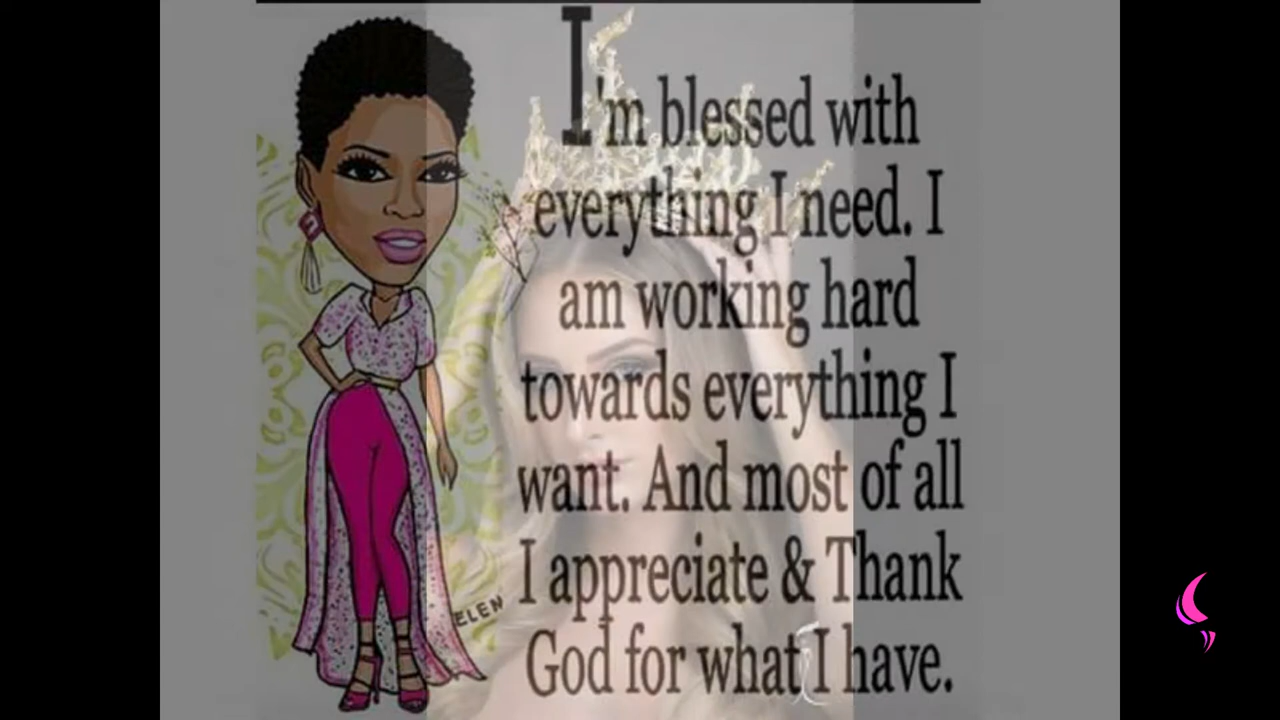 I'm blessed with
everything I need. I
am working hard
towards everything I
want. And most of all
I appreciate & Thank
God for what I have.
ELEN